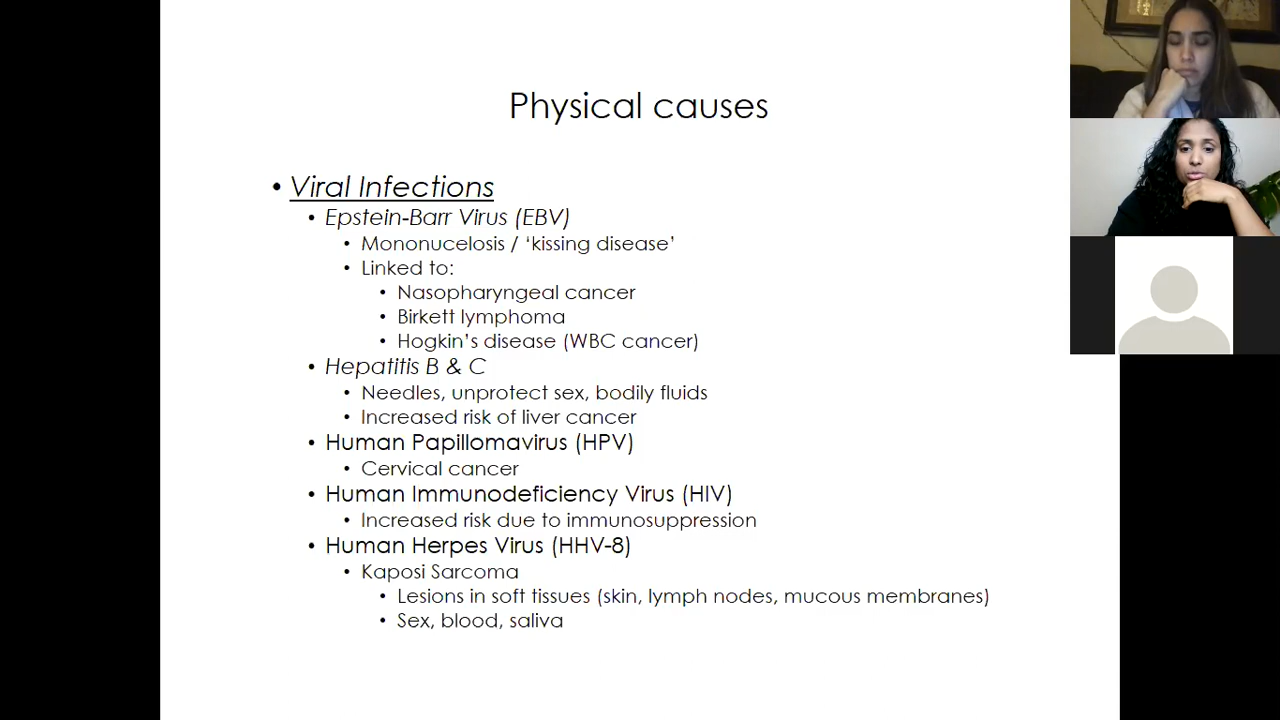 Physical causes
• Viral Infections
• Epstein-Barr Virus (EBV)
• Mononucelosis / ‘kissing disease’
• Linked to:
• Nasopharyngeal cancer
• Birkett lymphoma
• Hogkin’s disease (WBC cancer)
• Hepatitis B & C
• Needles, unprotect sex, bodily fluids
• Increased risk of liver cancer
• Human Papillomavirus (HPV)
• Cervical cancer
• Human Immunodeficiency Virus (HIV)
• Increased risk due to immunosuppression
• Human Herpes Virus (HHV-8)
• Kaposi Sarcoma
• Lesions in soft tissues (skin, lymph nodes, mucous membranes)
• Sex, blood, saliva